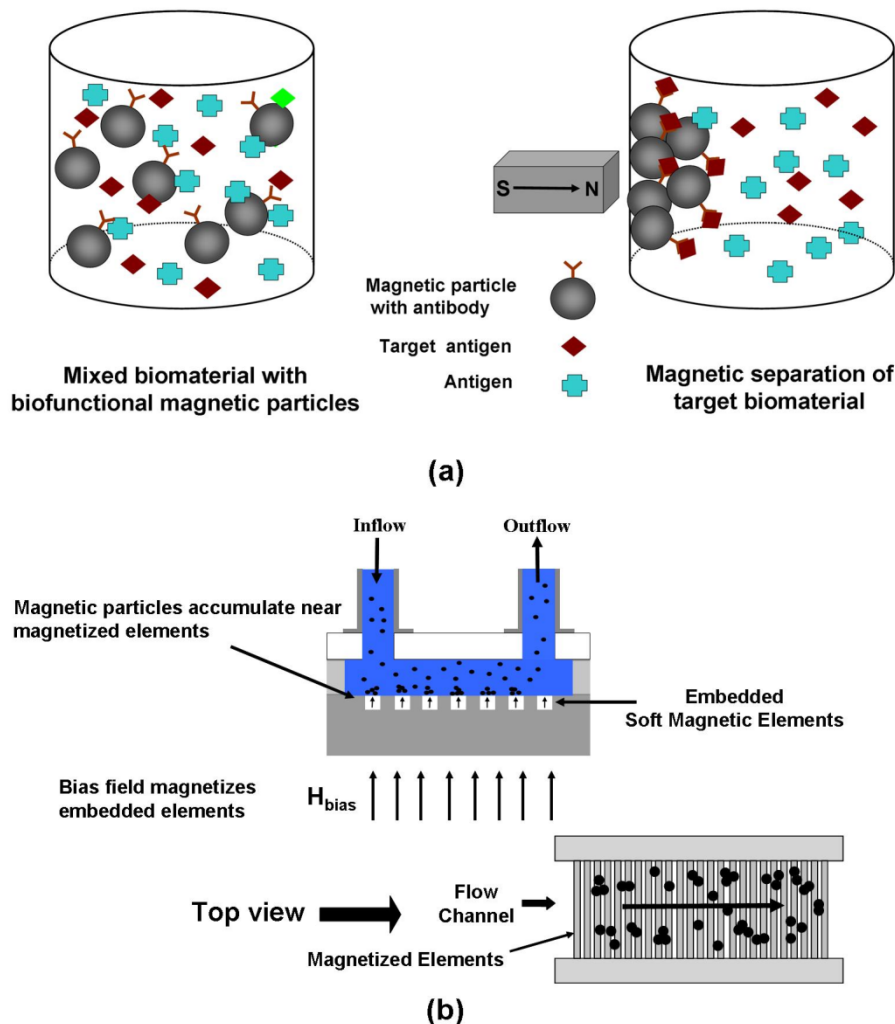 S N
Magnetic particle
with antibody
Target antigen
Antigen
Mixed biomaterial with
biofunctional magnetic particles
Magnetic separation of
target biomaterial
(a)
Inflow
Outflow
Magnetic particles accumulate near
magnetized elements
Embedded
Soft Magnetic Elements
Bias field magnetizes
embedded elements
Hbias
Top view
Flow
Channel
Magnetized Elements
(b)